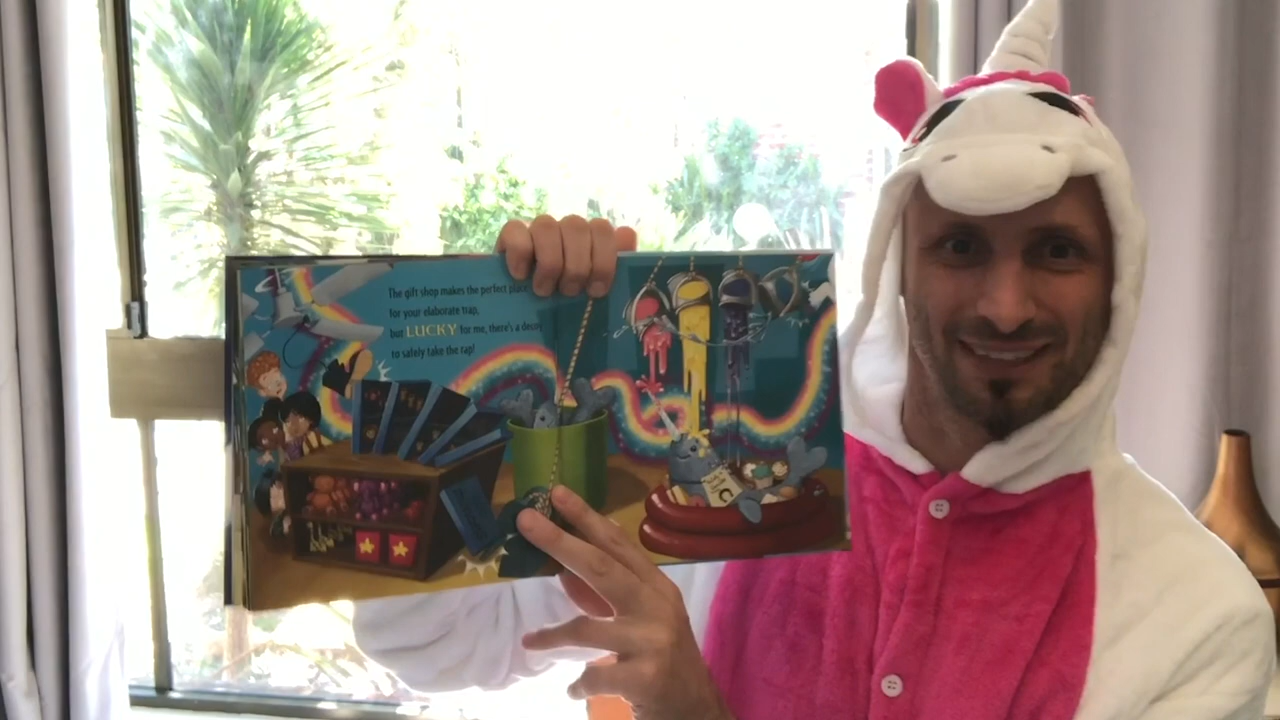 The gift shop makes the perfect place
for your elaborate trap,
but LUCKY for me, there's a decoy
to safely take the rap!